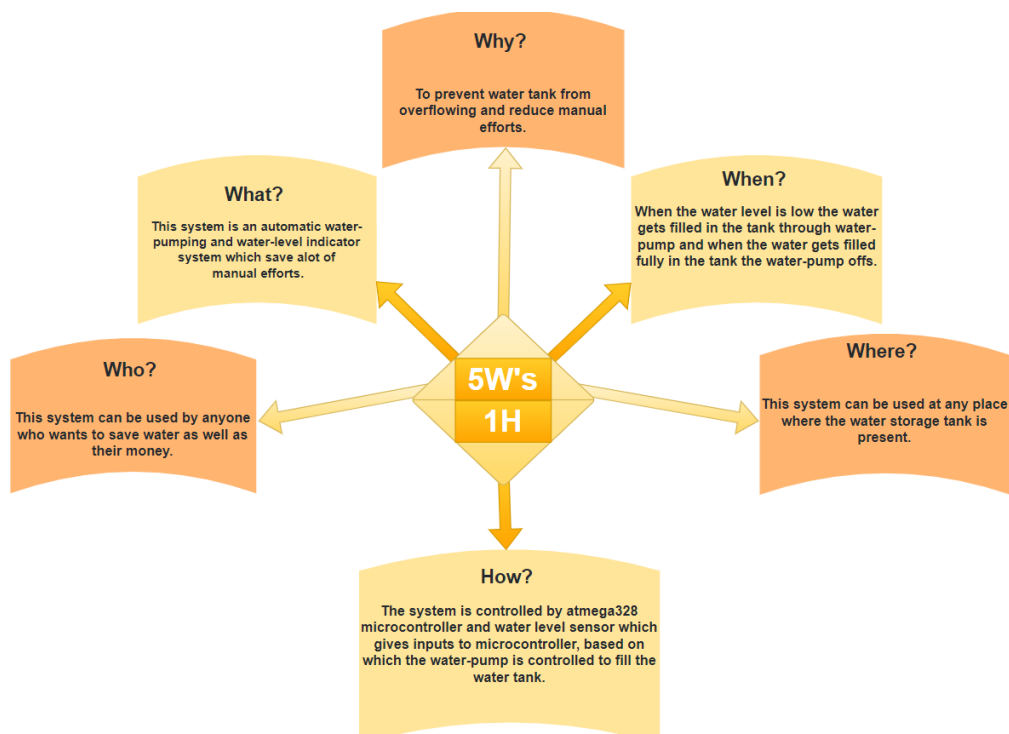 Why?
To prevent water tank from
overflowing and reduce manual
efforts.
What?
This system is an automatic water-
pumping and water-level indicator
system which save alot of
manual efforts.
When?
When the water level is low the water
gets filled in the tank through water-
pump and when the water gets filled
fully in the tank the water-pump offs.
Who?
This system can be used by anyone
who wants to save water as well as
their money.
5W's
1H
Where?
This system can be used at any place
where the water storage tank is
present.
How?
The system is controlled by atmega328
microcontroller and water level sensor which
gives inputs to microcontroller, based on
which the water-pump is controlled to fill the
water tank.